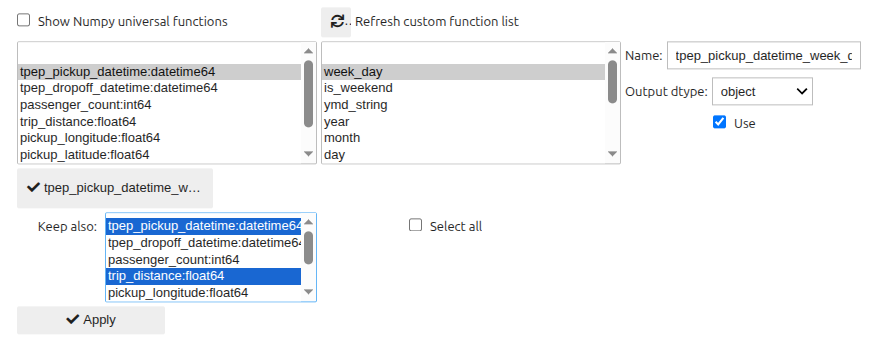 Show Numpy universal functions
.. Refresh custom function list
tpep_pickup_datetime:datetime64
tpep_dropoff_datetime:datetime64
passenger_count:int64
trip_distance:float64
pickup_longitude:float64
pickup_latitude:float64
week_day
is_weekend
ymd_string
year
month
day
Name: tpep_pickup_datetime_week_d
Output dtype: object
Use
tpep_pickup_datetime_w...
Keep also:
tpep_pickup_datetime:datetime64
tpep_dropoff_datetime:datetime64
passenger_count:int64
trip_distance:float64
pickup_longitude:float64
Select all
Apply